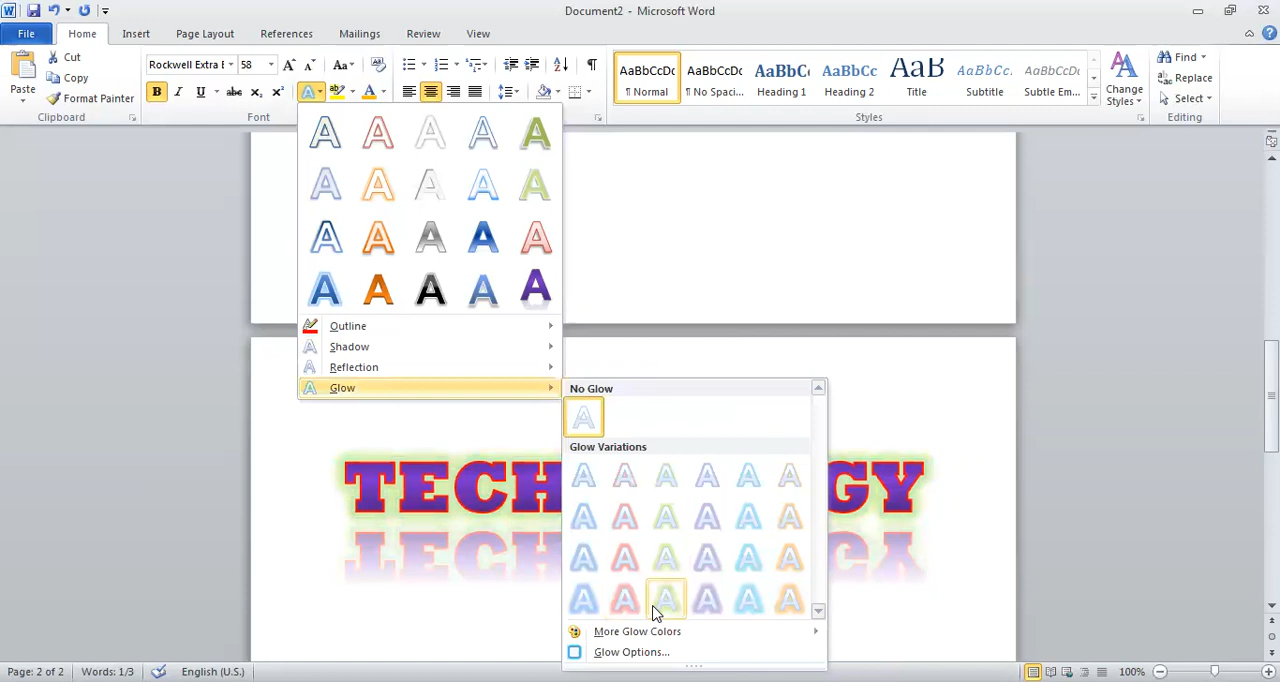 Document2 - Microsoft Word
File Home Insert Page Layout References Mailings Review View
Paste
Cut
Copy
Format Painter
Clipboard
Rockwell Extra E 58
Font
AaBbCcDc
¶ Normal
AaBbCcDc
¶ No Spaci...
AaBbCc
Heading 1
AaBbCc
Heading 2
AaB
Title
AaBbCc.
Subtitle
AaBbCcDc
Subtle Em...
Styles
Change
Styles
Find
Replace
Select
Editing
Outline
Shadow
Reflection
Glow
No Glow
Glow Variations
More Glow Colors
Glow Options...
TECH GY
Page: 2 of 2 Words: 1/3 English (U.S.) 100%